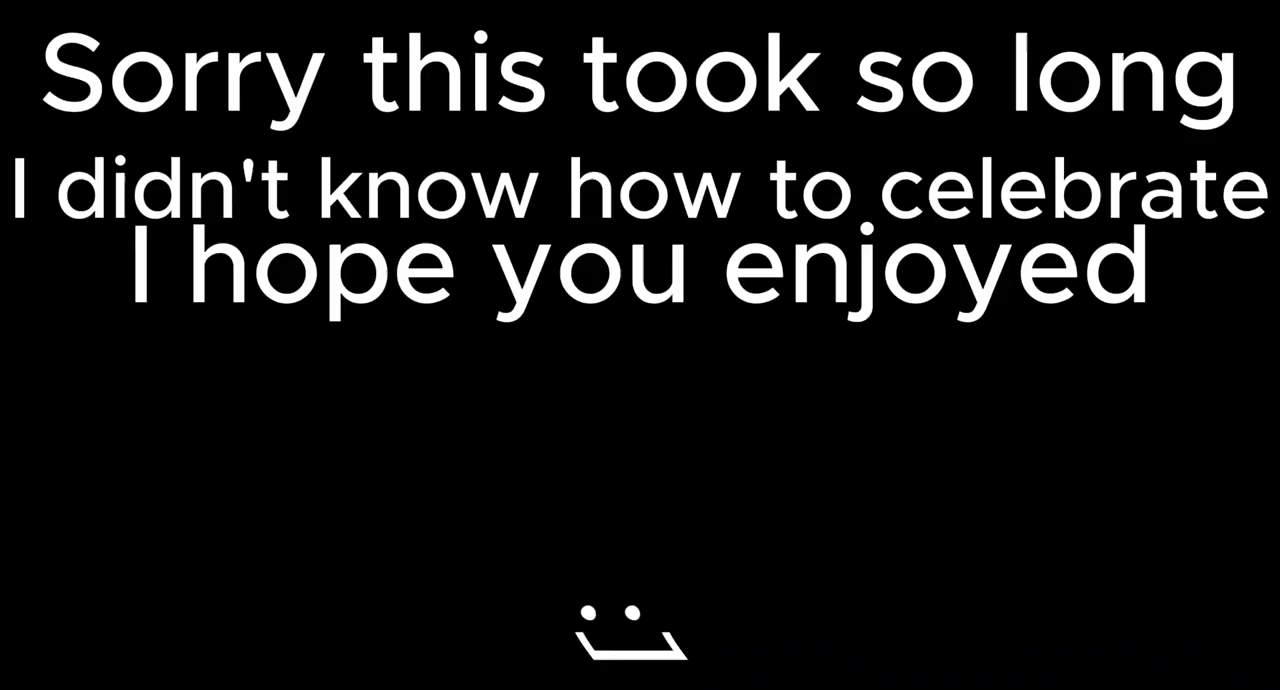 Sorry this took so long
I didn't know how to celebrate
I hope you enjoyed